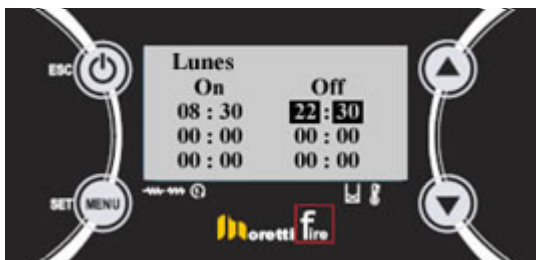 Lunes
On Off
08 : 30 22 : 30
00 : 00 00 : 00
00 : 00 00 : 00
ESC
SET MENU
Moretti fire